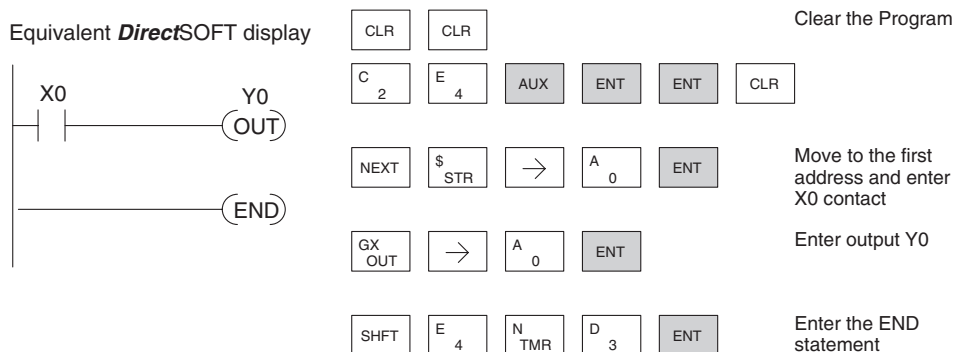 Equivalent DirectSOFT display
X0 Y0
OUT
END
CLR CLR Clear the Program
C 2 E 4 AUX ENT ENT CLR
NEXT $ STR → A 0 ENT Move to the first
address and enter
X0 contact
GX OUT → A 0 ENT Enter output Y0
SHFT E 4 N TMR D 3 ENT Enter the END
statement